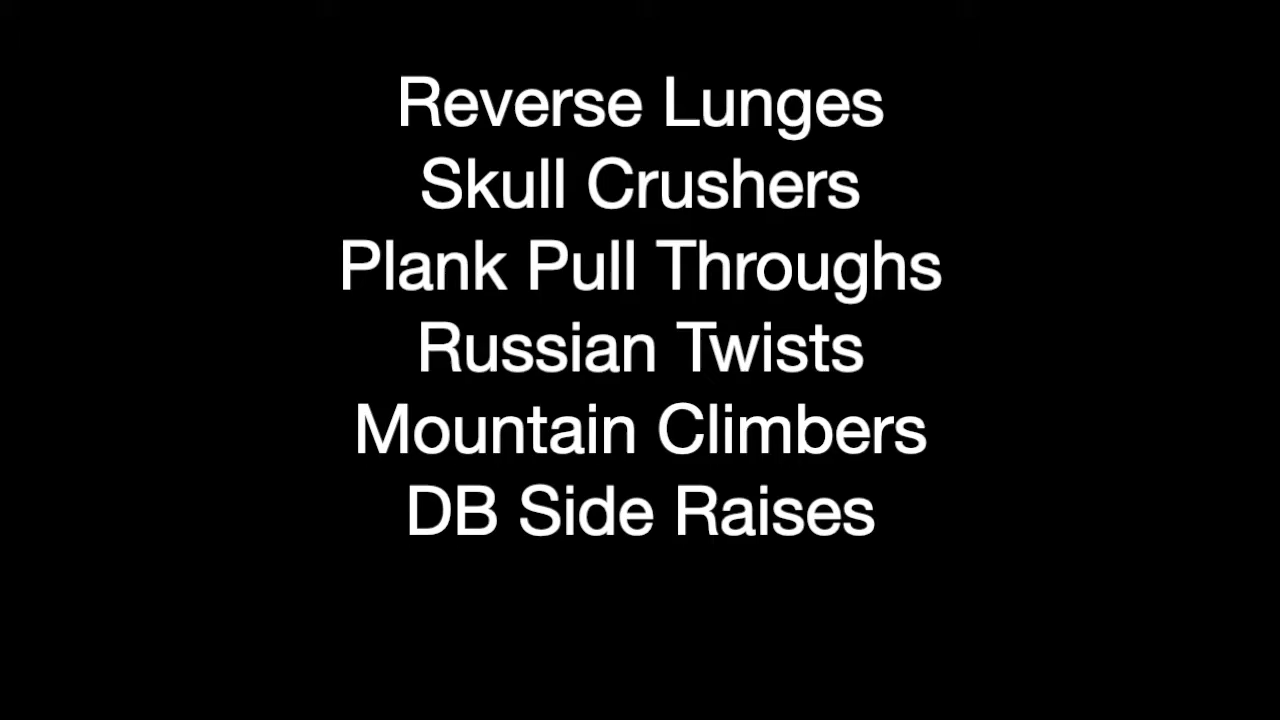 Reverse Lunges
Skull Crushers
Plank Pull Throughs
Russian Twists
Mountain Climbers
DB Side Raises